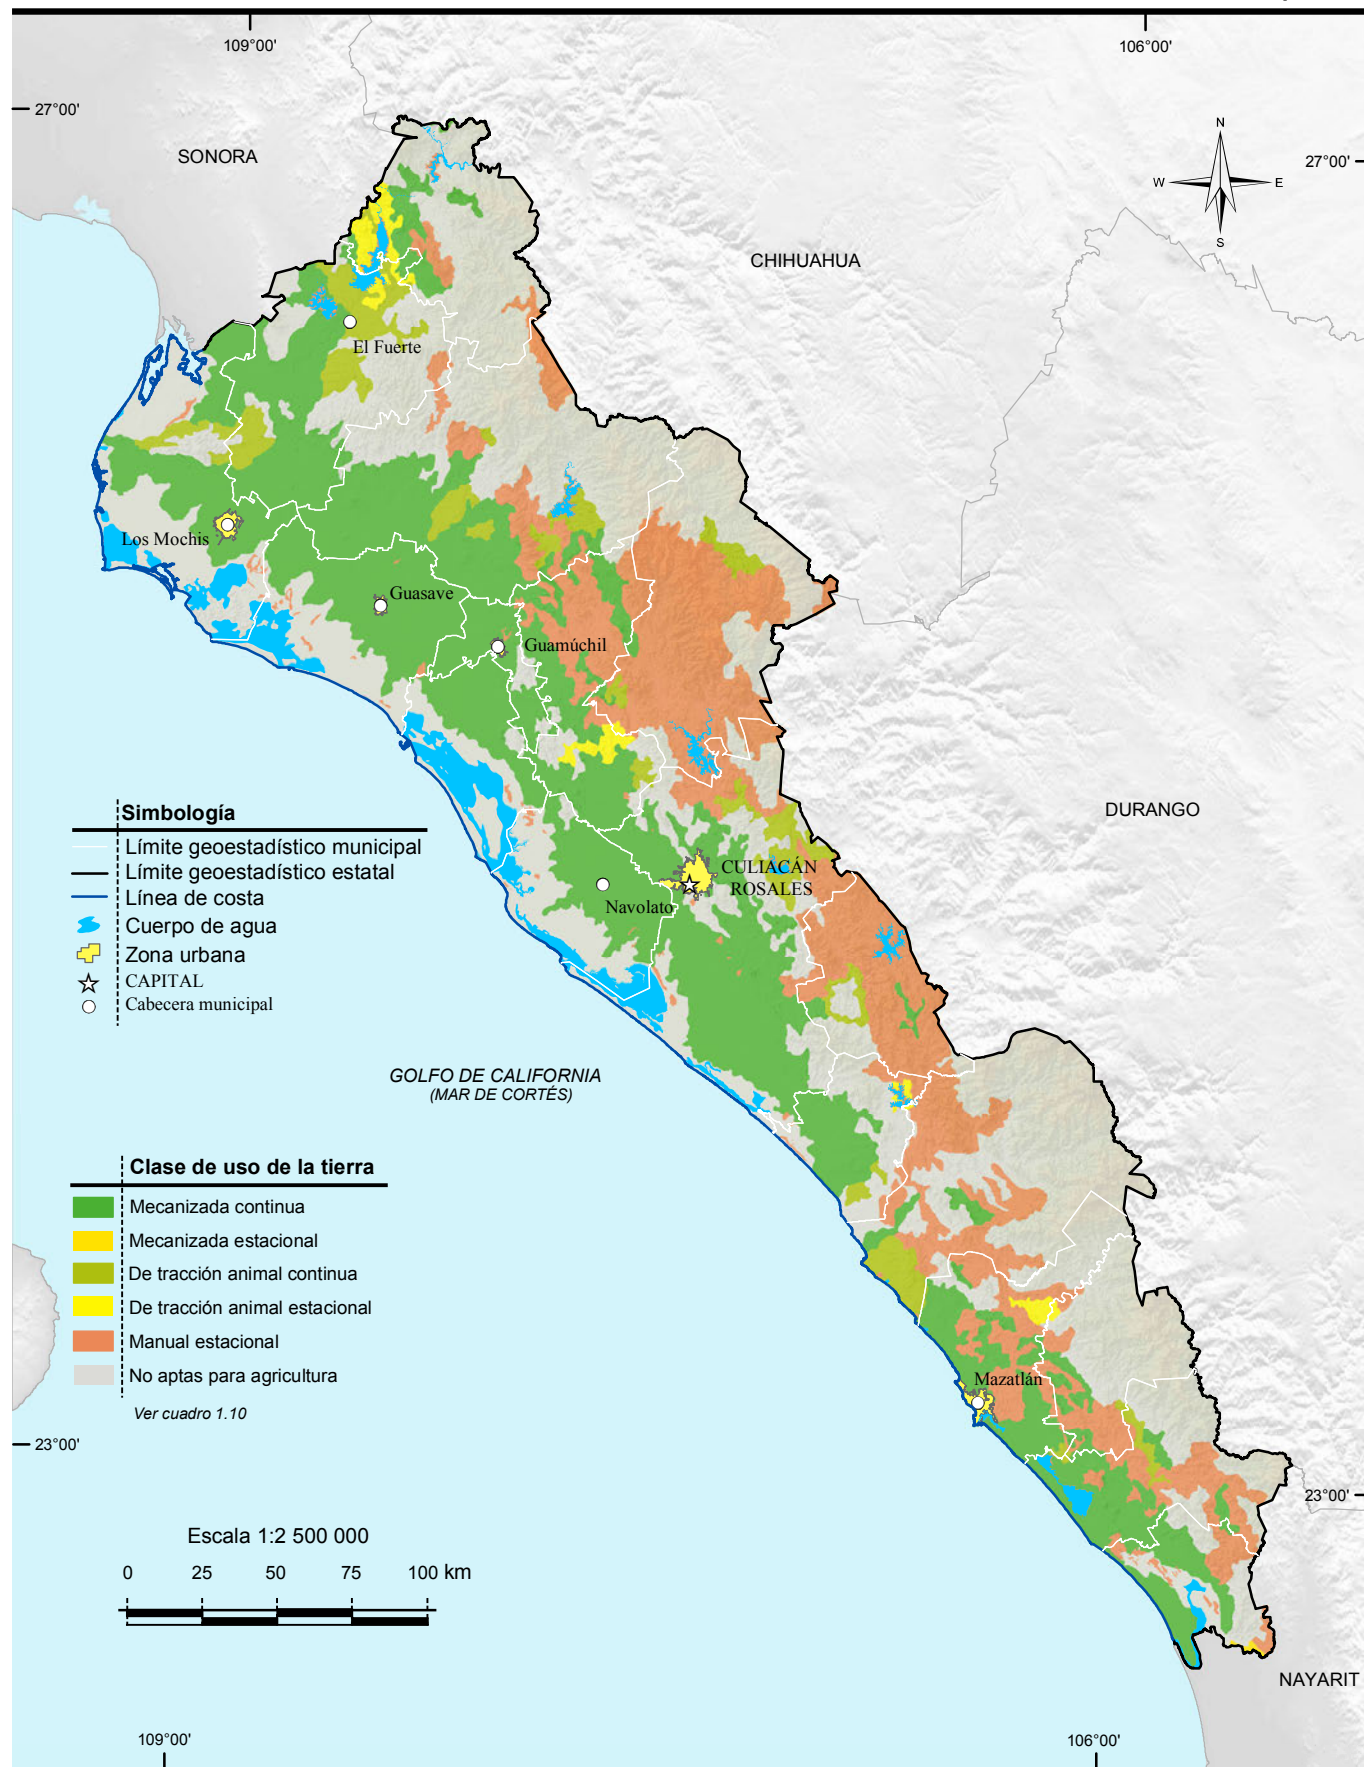 109°00'
106°00'
27°00'
27°00'
N
W
E
S
SONORA
CHIHUAHUA
El Fuerte
Los Mochis
Guasave
Guamúchil
DURANGO
CULIACÁN
ROSALES
Navolato
Simbología
Límite geoestadístico municipal
Límite geoestadístico estatal
Línea de costa
Cuerpo de agua
Zona urbana
CAPITAL
Cabecera municipal
GOLFO DE CALIFORNIA
(MAR DE CORTÉS)
Clase de uso de la tierra
Mecanizada continua
Mecanizada estacional
De tracción animal continua
De tracción animal estacional
Manual estacional
No aptas para agricultura
Ver cuadro 1.10
Mazatlán
23°00'
23°00'
Escala 1:2 500 000
0 25 50 75 100 km
NAYARIT
109°00'
106°00'